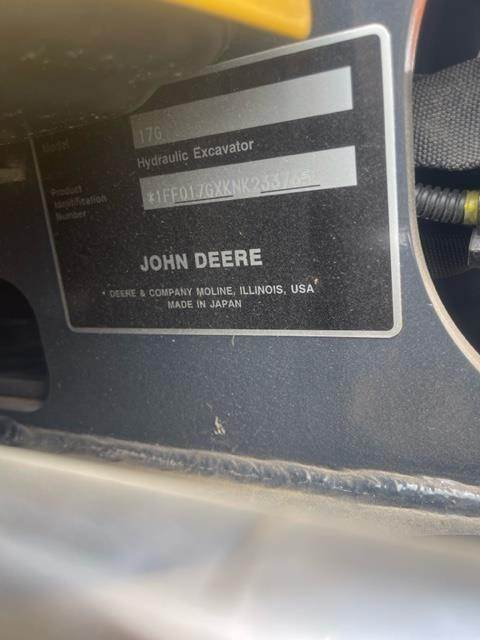 Model 17G
Hydraulic Excavator
Product
Identification
Number
JOHN DEERE
DEERE & COMPANY MOLINE, ILLINOIS, USA
MADE IN JAPAN